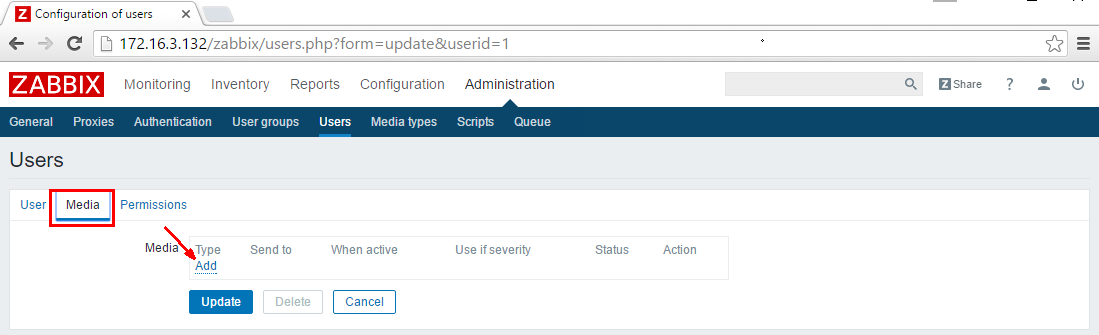 Z Configuration of users
172.16.3.132/zabbix/users.php?form=update&userid=1
ZABBIX Monitoring Inventory Reports Configuration Administration Z Share ?
General Proxies Authentication User groups Users Media types Scripts Queue
Users
User Media Permissions
Media Type Send to When active Use if severity Status Action
Add
Update Delete Cancel